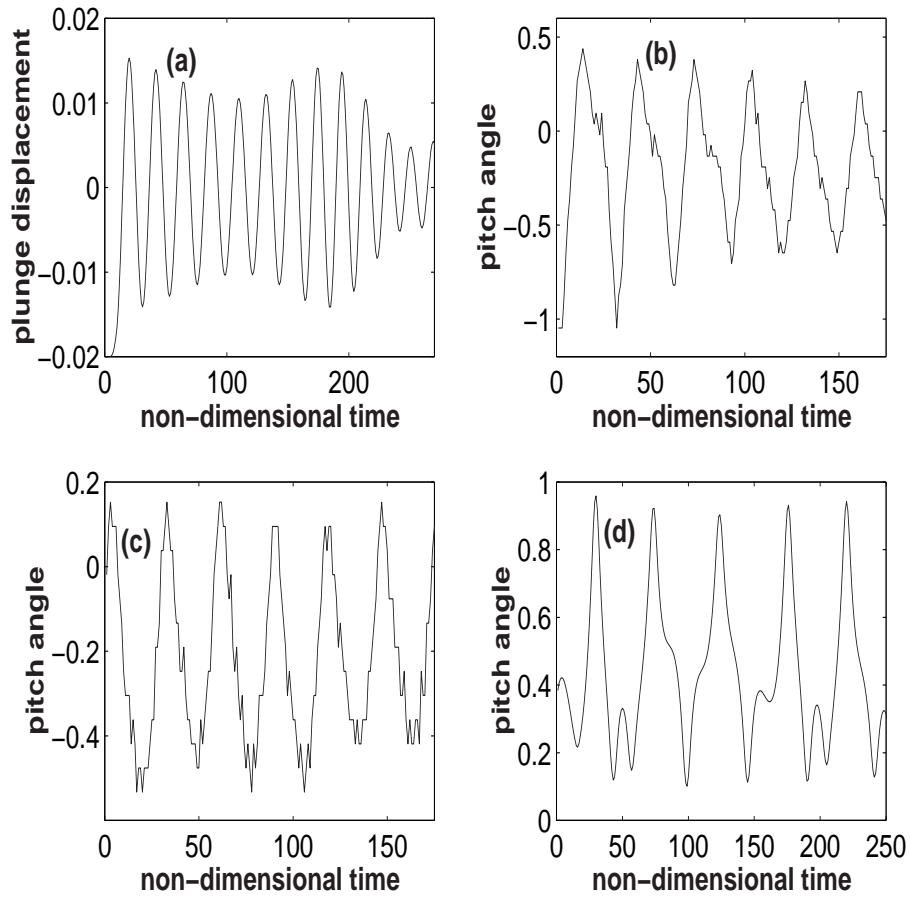 0.02
0.01
0
−0.01
−0.02
plunge displacement
(a)
0 100 200
non−dimensional time
0.5
0
−0.5
−1
pitch angle
(b)
0 50 100 150
non−dimensional time
0.2
0
−0.2
−0.4
pitch angle
(c)
0 50 100 150
non−dimensional time
1
0.8
0.6
0.4
0.2
0
pitch angle
(d)
0 50 100 150 200 250
non−dimensional time